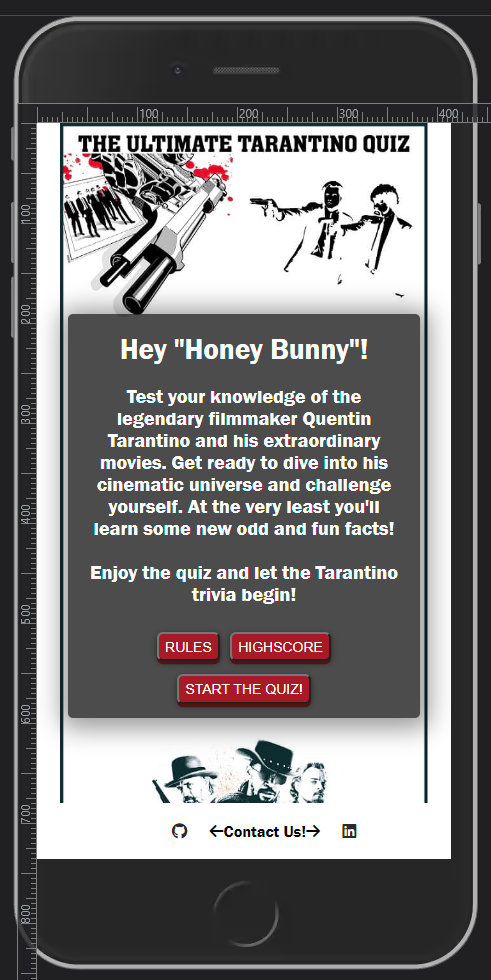 100 200 300 400
THE ULTIMATE TARANTINO QUIZ
100
200
Hey "Honey Bunny"!
300
Test your knowledge of the
legendary filmmaker Quentin
Tarantino and his extraordinary
movies. Get ready to dive into his
400
cinematic universe and challenge
yourself. At the very least you'll
learn some new odd and fun facts!
Enjoy the quiz and let the Tarantino
trivia begin!
500
RULES HIGHSCORE
START THE QUIZ!
600
700
←Contact Us!→
800